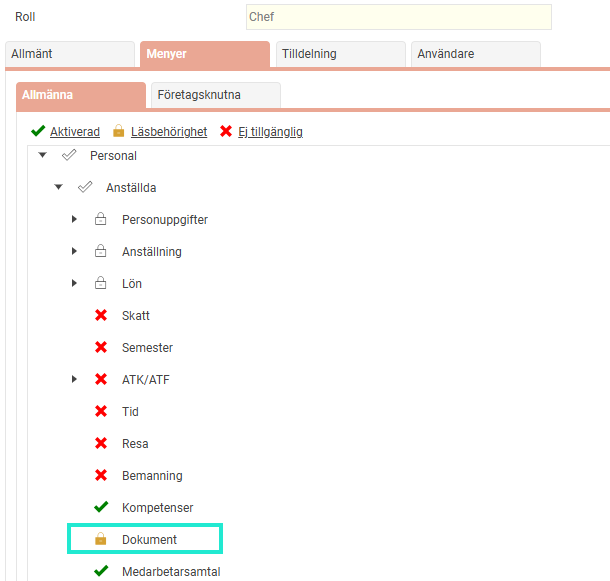 Roll Chef
Allmänt Menyer Tilldelning Användare
Allmänna Företagsknutna
Aktiverad Läsbehörighet Ej tillgänglig
Personal
Anställda
Personuppgifter
Anställning
Lön
Skatt
Semester
ATK/ATF
Tid
Resa
Bemanning
Kompetenser
Dokument
Medarbetarsamtal